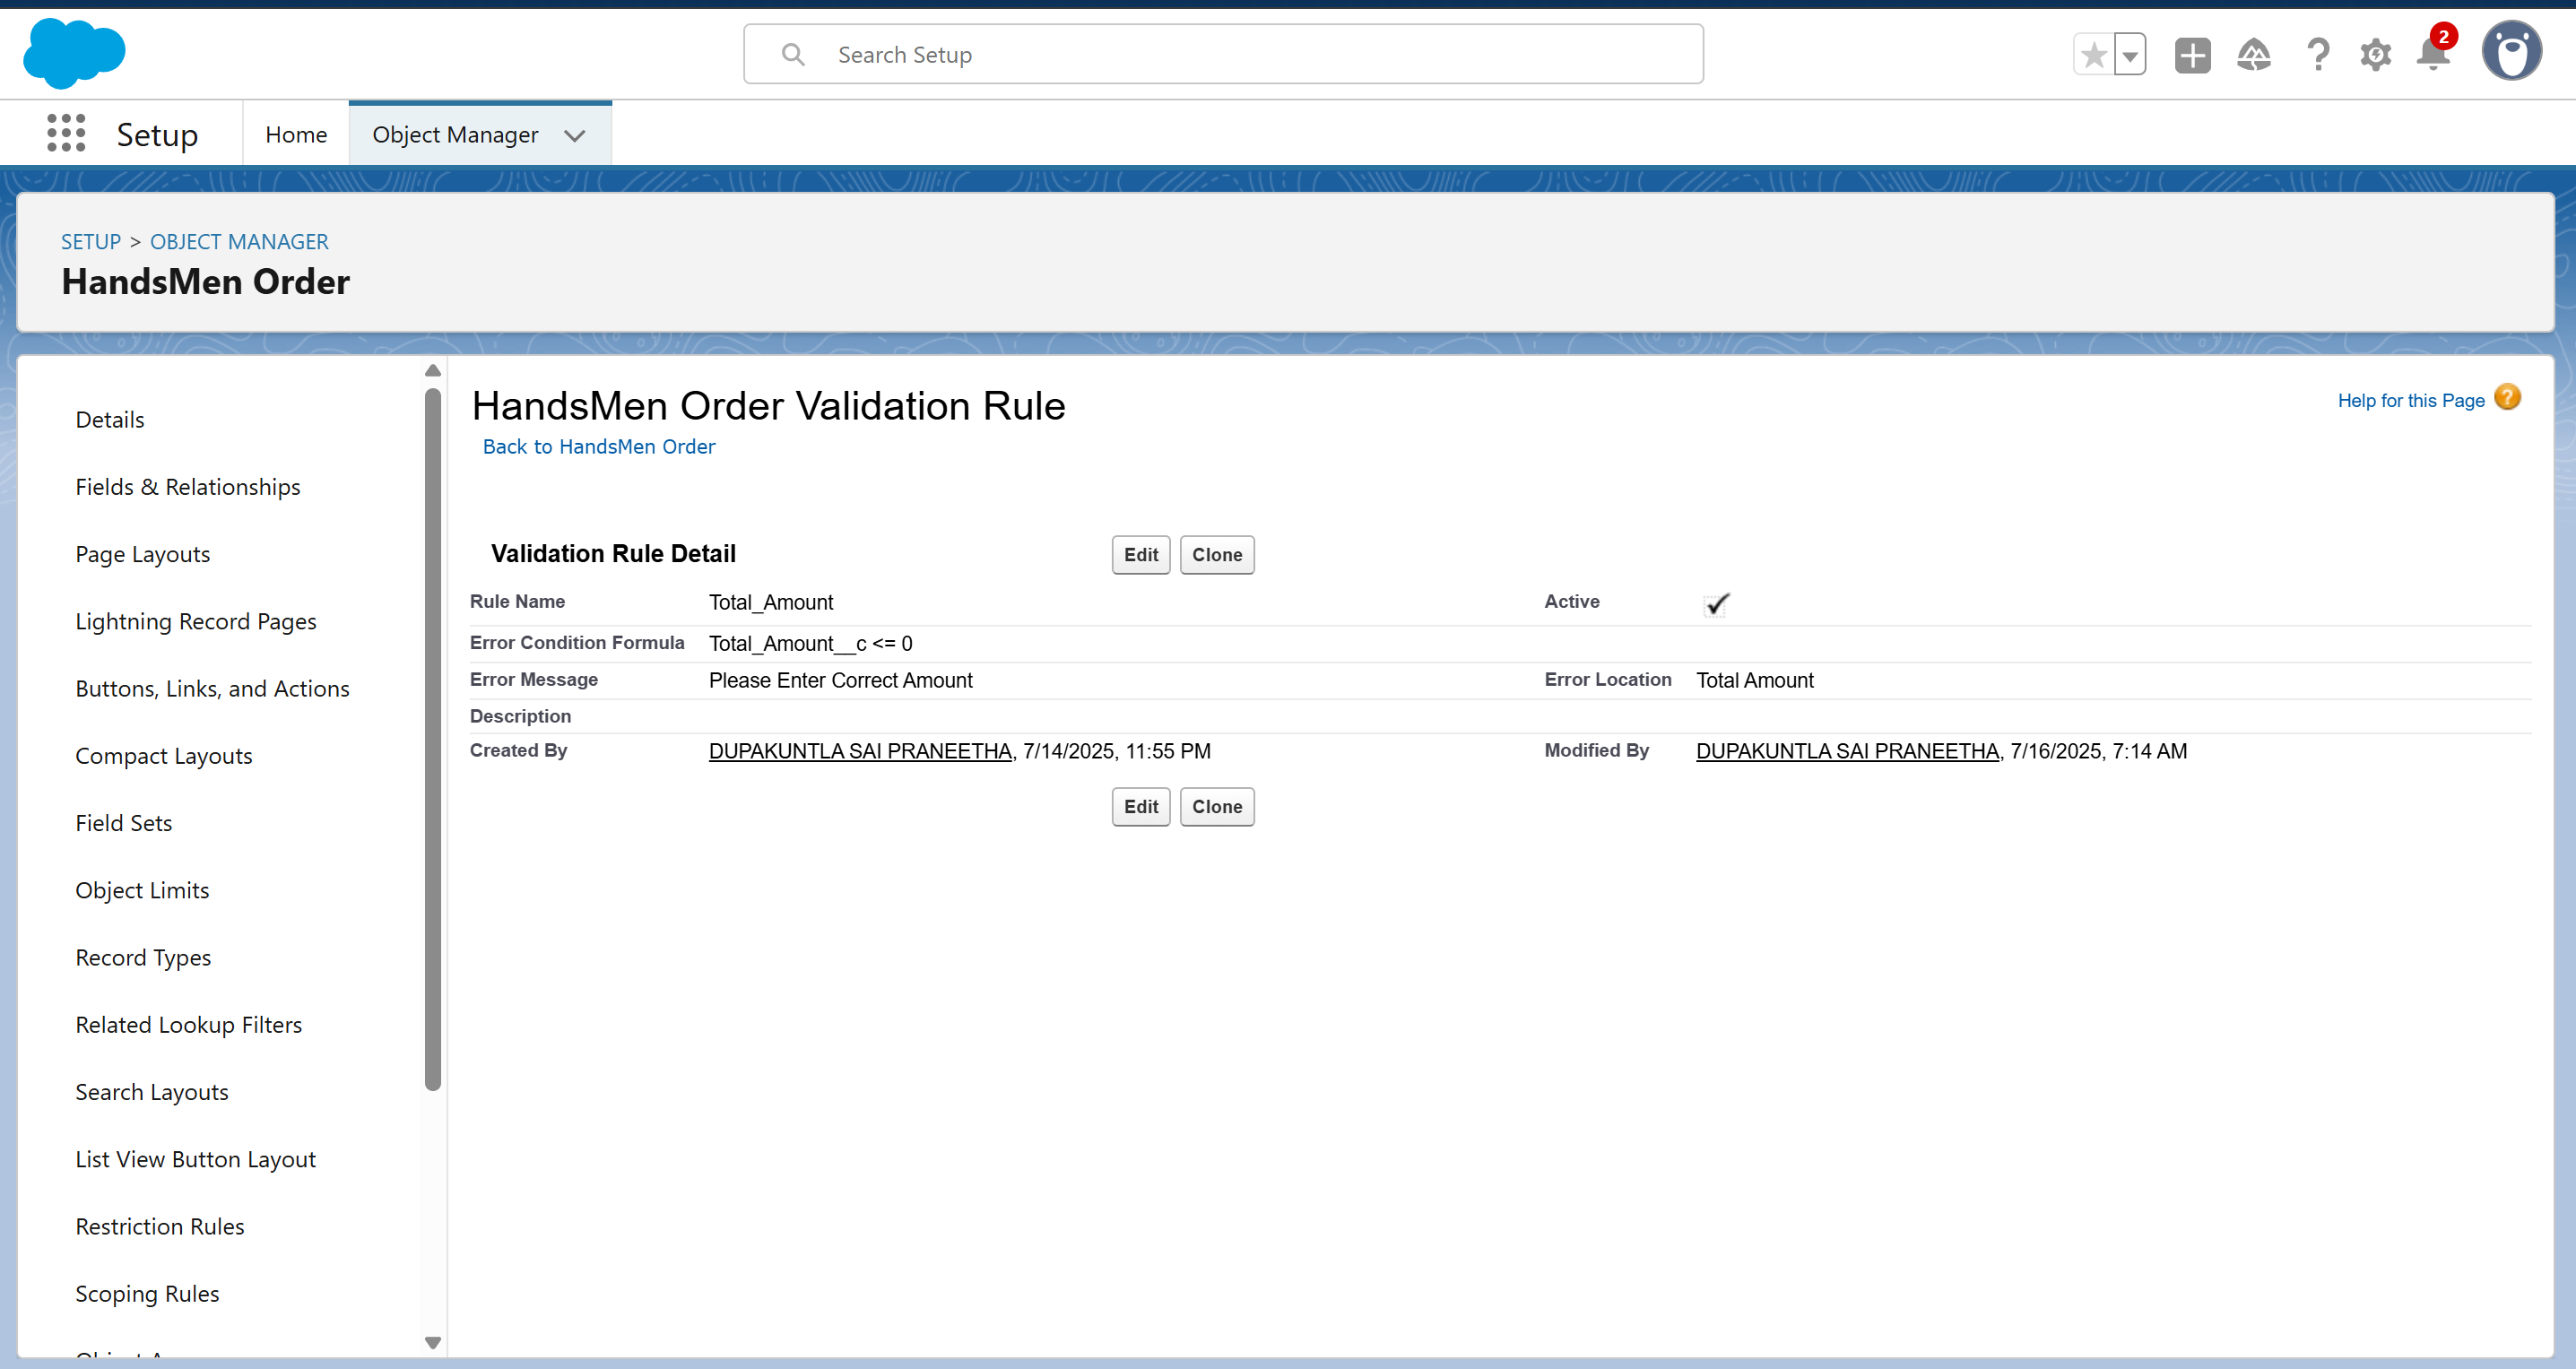 Search Setup
2
Setup
Home
Object Manager
SETUP > OBJECT MANAGER
HandsMen Order
Details
Fields & Relationships
Page Layouts
Lightning Record Pages
Buttons, Links, and Actions
Compact Layouts
Field Sets
Object Limits
Record Types
Related Lookup Filters
Search Layouts
List View Button Layout
Restriction Rules
Scoping Rules
HandsMen Order Validation Rule
Help for this Page ?
Back to HandsMen Order
Validation Rule Detail
Edit Clone
Rule Name Total_Amount Active
Error Condition Formula Total_Amount__c <= 0
Error Message Please Enter Correct Amount Error Location Total Amount
Description
Created By DUPAKUNTLA SAI PRANEETHA, 7/14/2025, 11:55 PM Modified By DUPAKUNTLA SAI PRANEETHA, 7/16/2025, 7:14 AM
Edit Clone